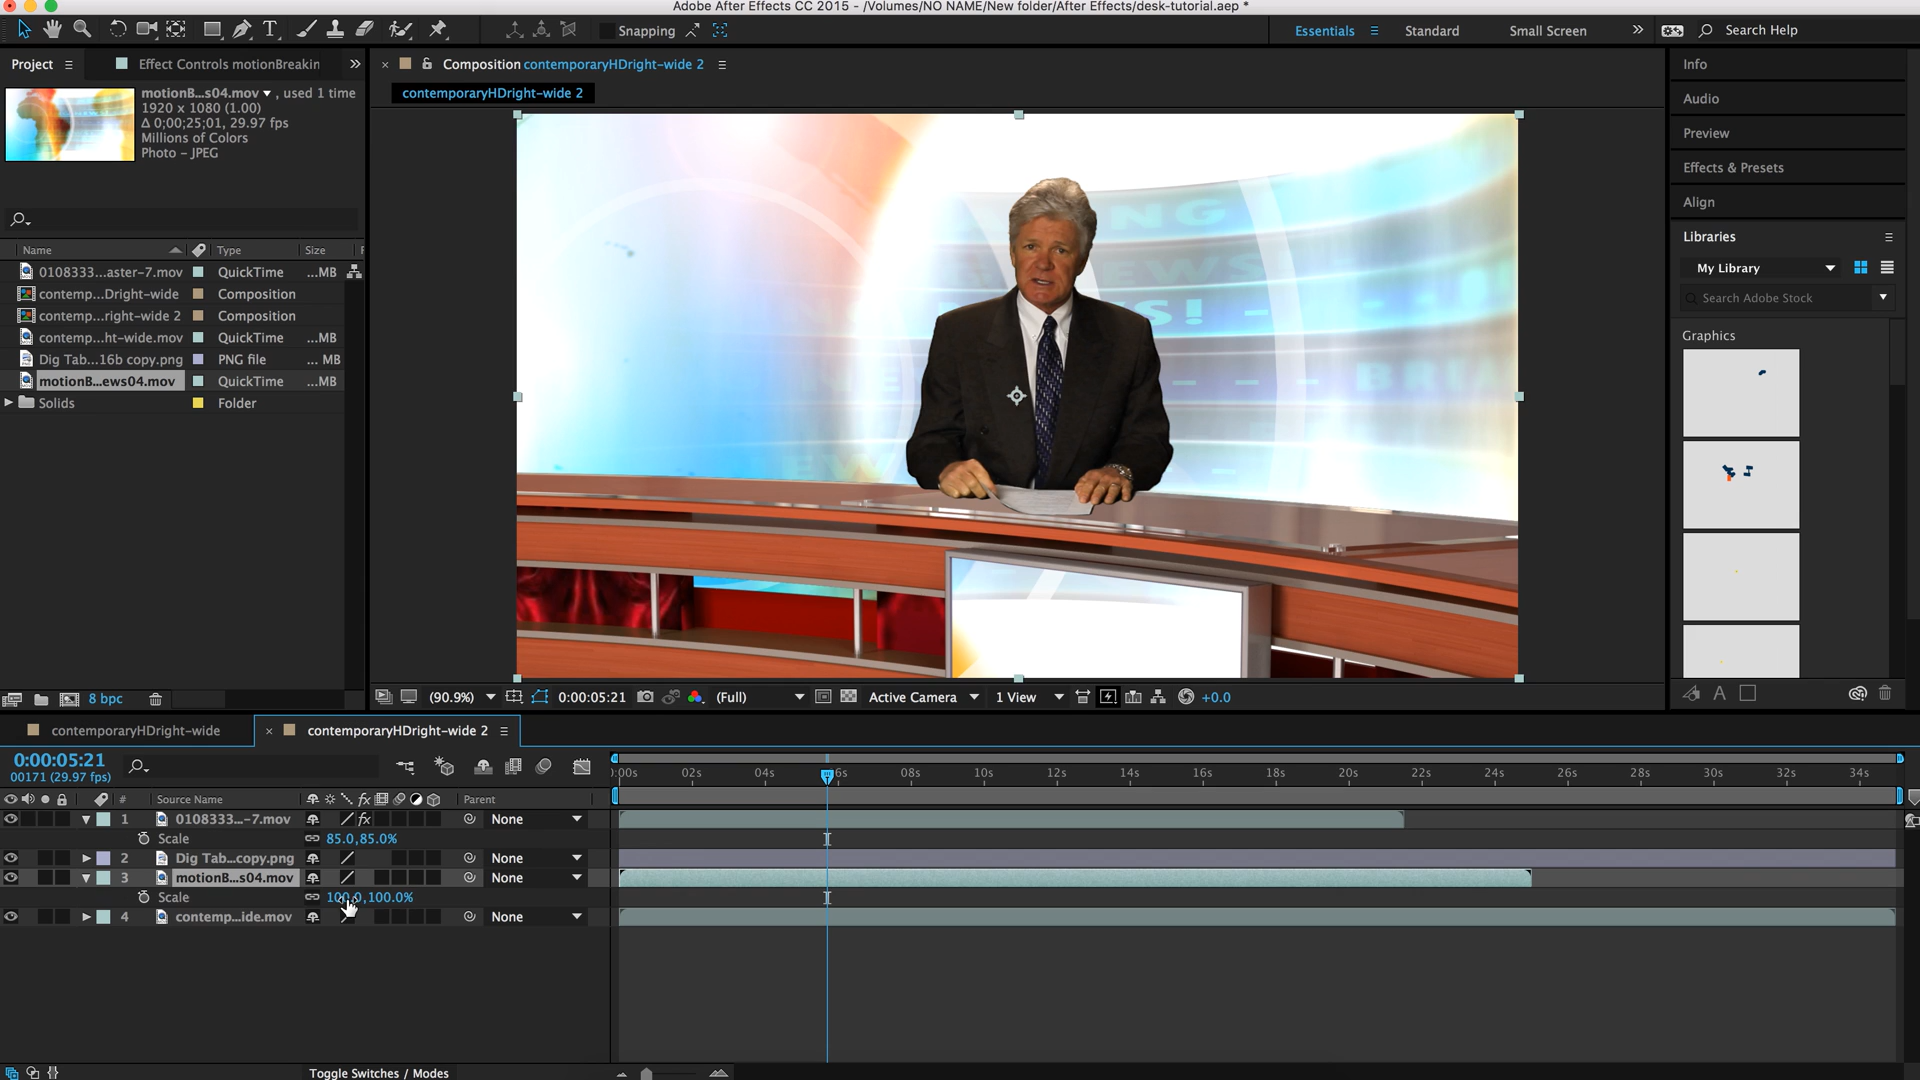 Adobe After Effects CC 2015 - /Volumes/NO NAME/New folder/After Effects/desk-tutorial.aep *
Snapping
Essentials
Standard
Small Screen
Search Help
Project
Effect Controls motionBreakin
Composition contemporaryHDright-wide 2
contemporaryHDright-wide 2
motionB...s04.mov , used 1 time
1920 x 1080 (1.00)
Δ 0;00;25;01, 29.97 fps
Millions of Colors
Photo - JPEG
Name Type Size
0108333...aster-7.mov QuickTime ...MB
contemp...Dright-wide Composition
contemp...right-wide 2 Composition
contemp...ht-wide.mov QuickTime ...MB
Dig Tab...16b copy.png PNG file ... MB
motionB...ews04.mov QuickTime ...MB
Solids Folder
8 bpc
(90.9%) 0:00:05:21 (Full) Active Camera 1 View +0.0
Info
Audio
Preview
Effects & Presets
Align
Libraries
My Library
Search Adobe Stock
Graphics
contemporaryHDright-wide
contemporaryHDright-wide 2
0:00:05:21
00171 (29.97 fps)
:00s 02s 04s 6s 08s 10s 12s 14s 16s 18s 20s 22s 24s 26s 28s 30s 32s 34s
# Source Name fx Parent
1 0108333...-7.mov fx None
Scale 85.0,85.0%
2 Dig Tab...copy.png None
3 motionB...s04.mov None
Scale 100.0,100.0%
4 contemp...ide.mov None
Toggle Switches / Modes